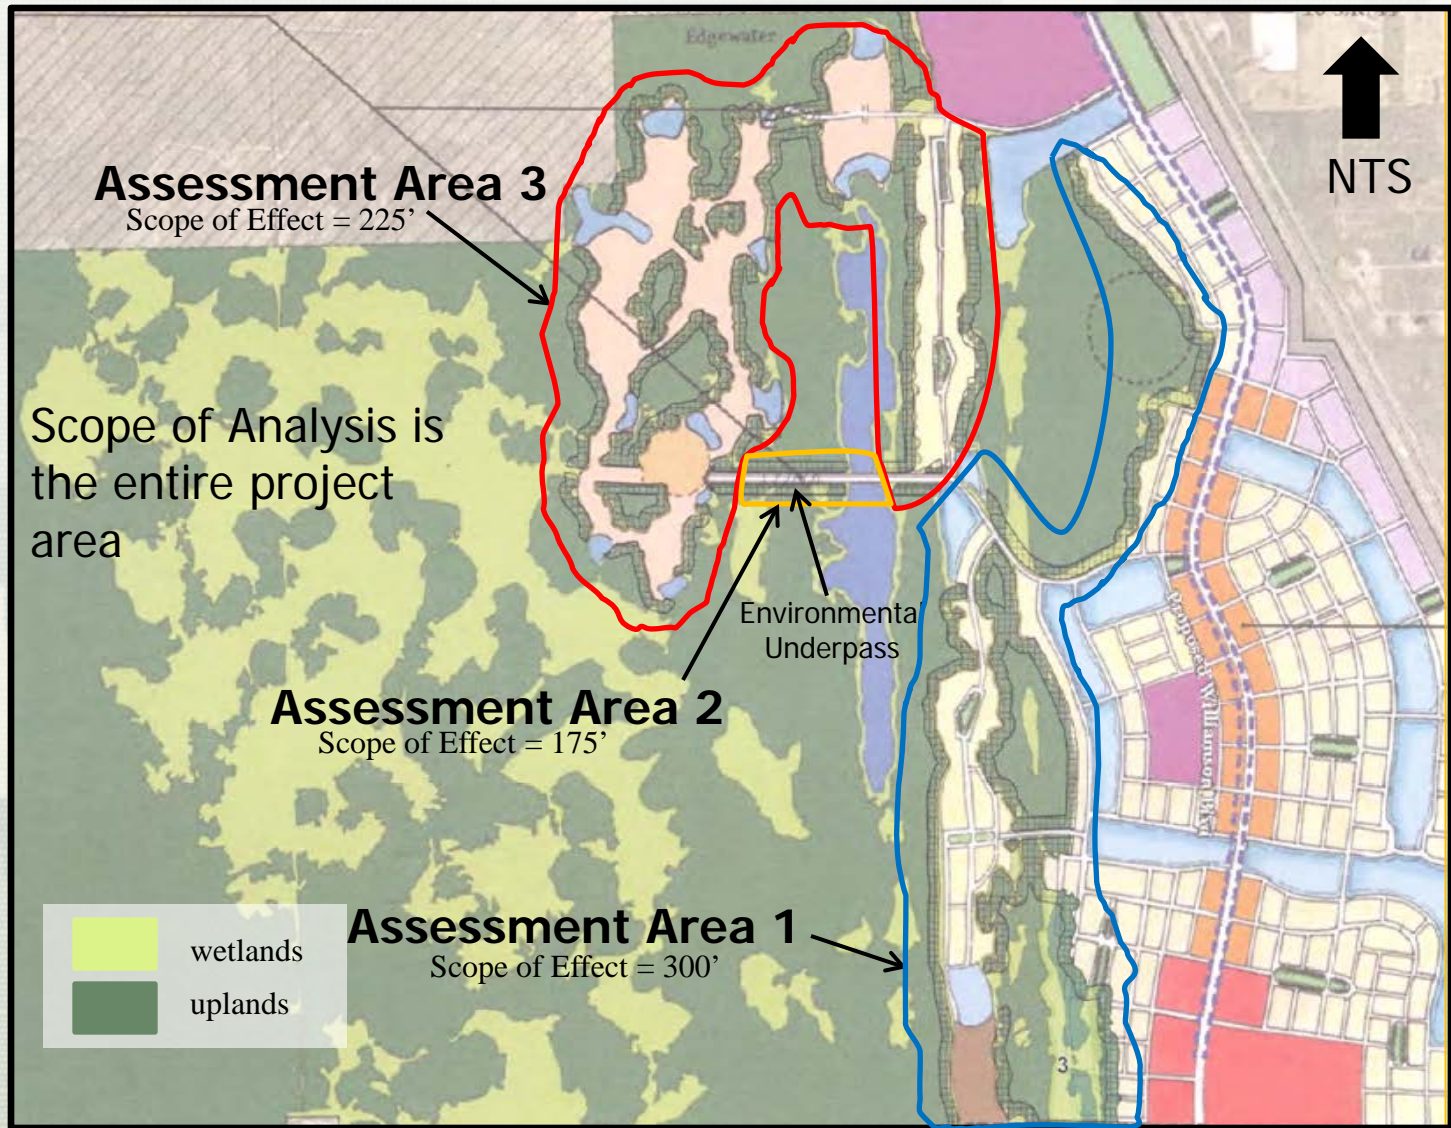 Edgewater
NTS
Assessment Area 3
Scope of Effect = 225’
Scope of Analysis is
the entire project
area
Environmental
Underpass
Assessment Area 2
Scope of Effect = 175’
Williamson
Assessment Area 1
Scope of Effect = 300’
wetlands
uplands
3